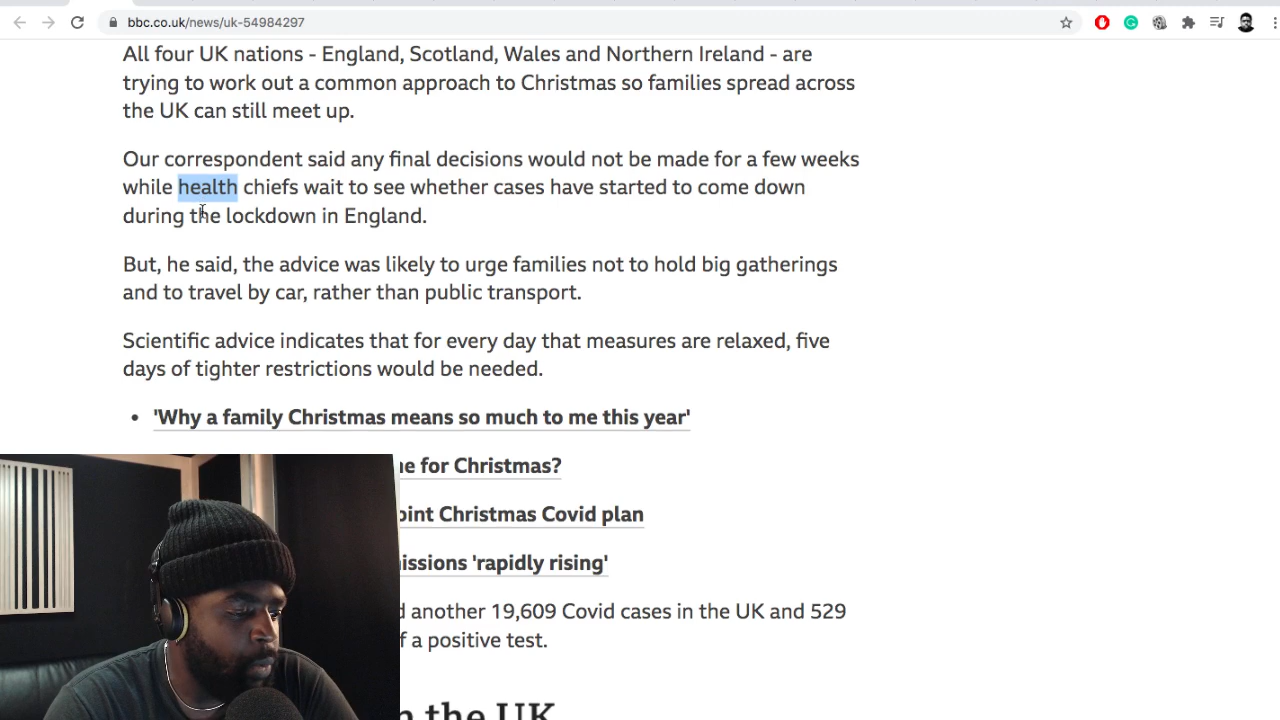 bbc.co.uk/news/uk-54984297
All four UK nations - England, Scotland, Wales and Northern Ireland - are
trying to work out a common approach to Christmas so families spread across
the UK can still meet up.
Our correspondent said any final decisions would not be made for a few weeks
while health chiefs wait to see whether cases have started to come down
during the lockdown in England.
But, he said, the advice was likely to urge families not to hold big gatherings
and to travel by car, rather than public transport.
Scientific advice indicates that for every day that measures are relaxed, five
days of tighter restrictions would be needed.
'Why a family Christmas means so much to me this year'
for Christmas?
Christmas Covid plan
'rapidly rising'
another 19,609 Covid cases in the UK and 529
of a positive test.
the UK